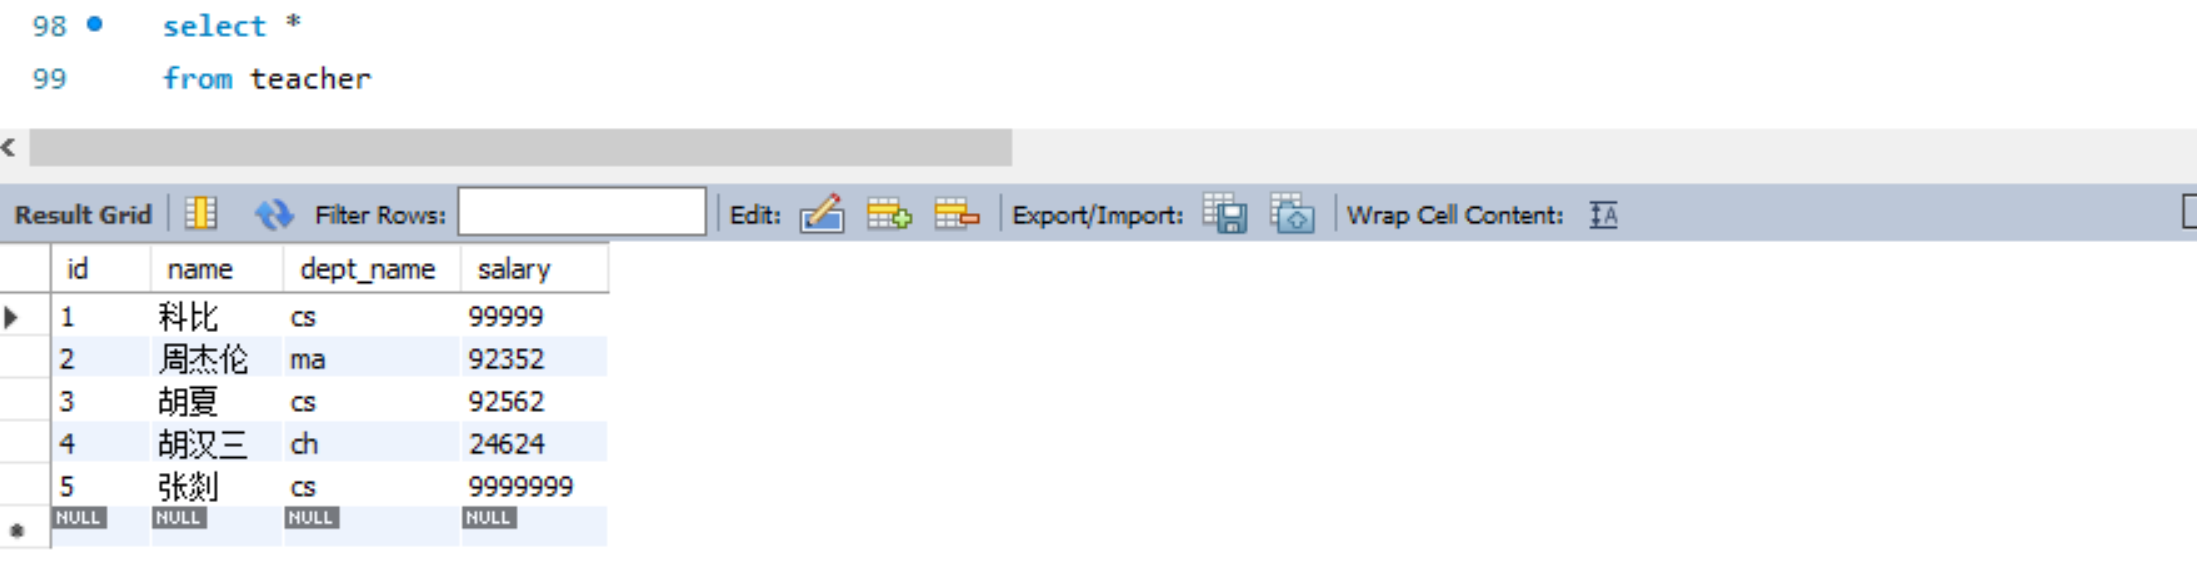 98 select *
99 from teacher
Result Grid Filter Rows: Edit: Export/Import: Wrap Cell Content:
id name dept_name salary
1 科比 cs 99999
2 周杰伦 ma 92352
3 胡夏 cs 92562
4 胡汉三 ch 24624
5 张剡 cs 9999999
NULL NULL NULL NULL